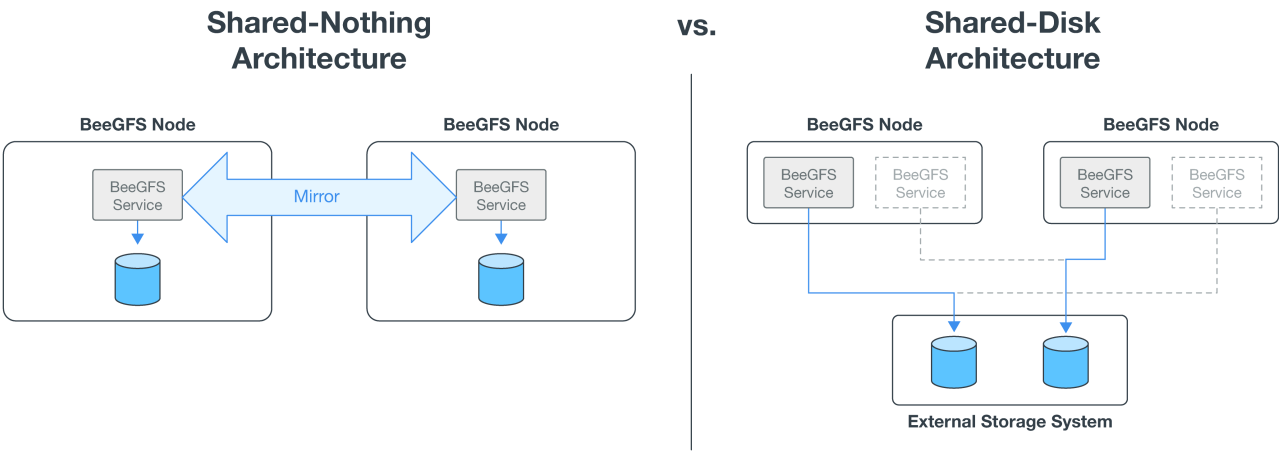 Shared-Nothing
Architecture
vs.
Shared-Disk
Architecture
BeeGFS Node
BeeGFS Node
BeeGFS
Service
Mirror
BeeGFS
Service
BeeGFS Node
BeeGFS Node
BeeGFS
Service
BeeGFS
Service
BeeGFS
Service
BeeGFS
Service
External Storage System